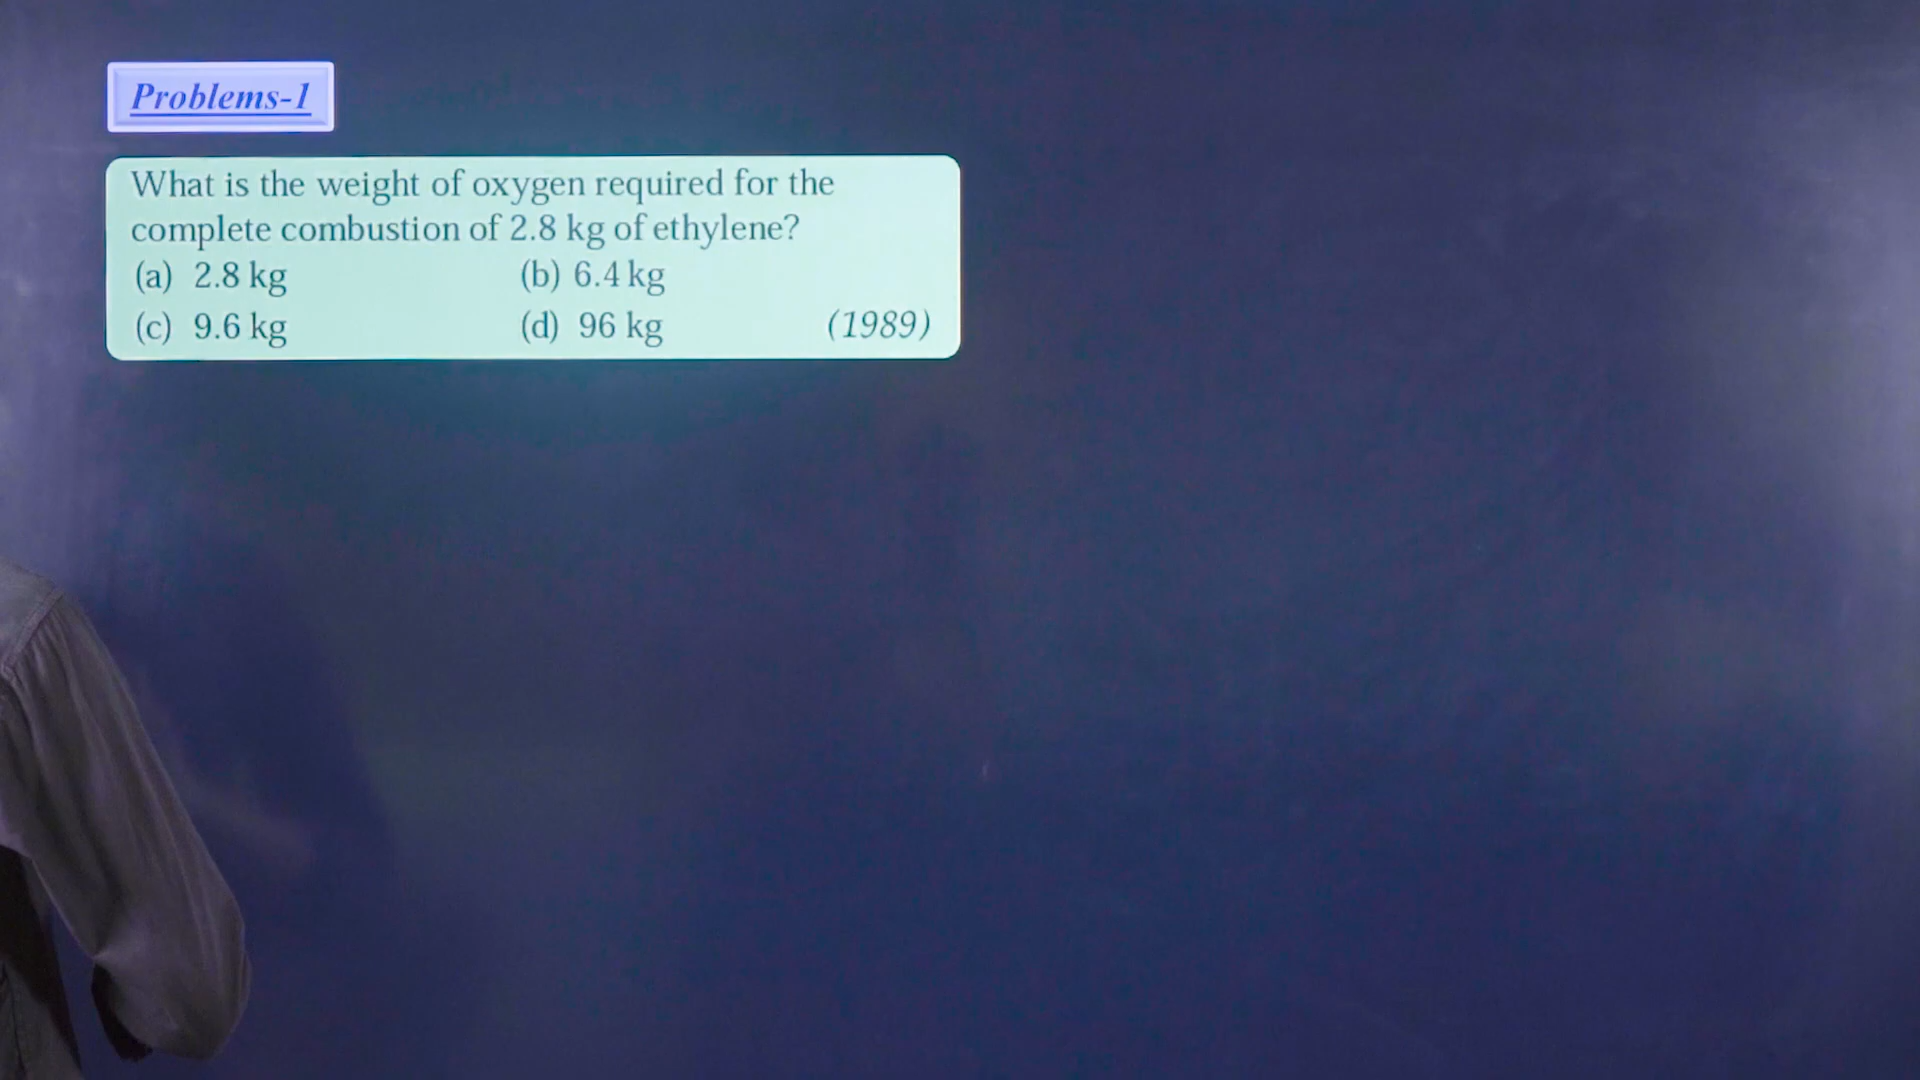 Problems-1
What is the weight of oxygen required for the
complete combustion of 2.8 kg of ethylene?
(a) 2.8 kg (b) 6.4 kg
(c) 9.6 kg (d) 96 kg (1989)